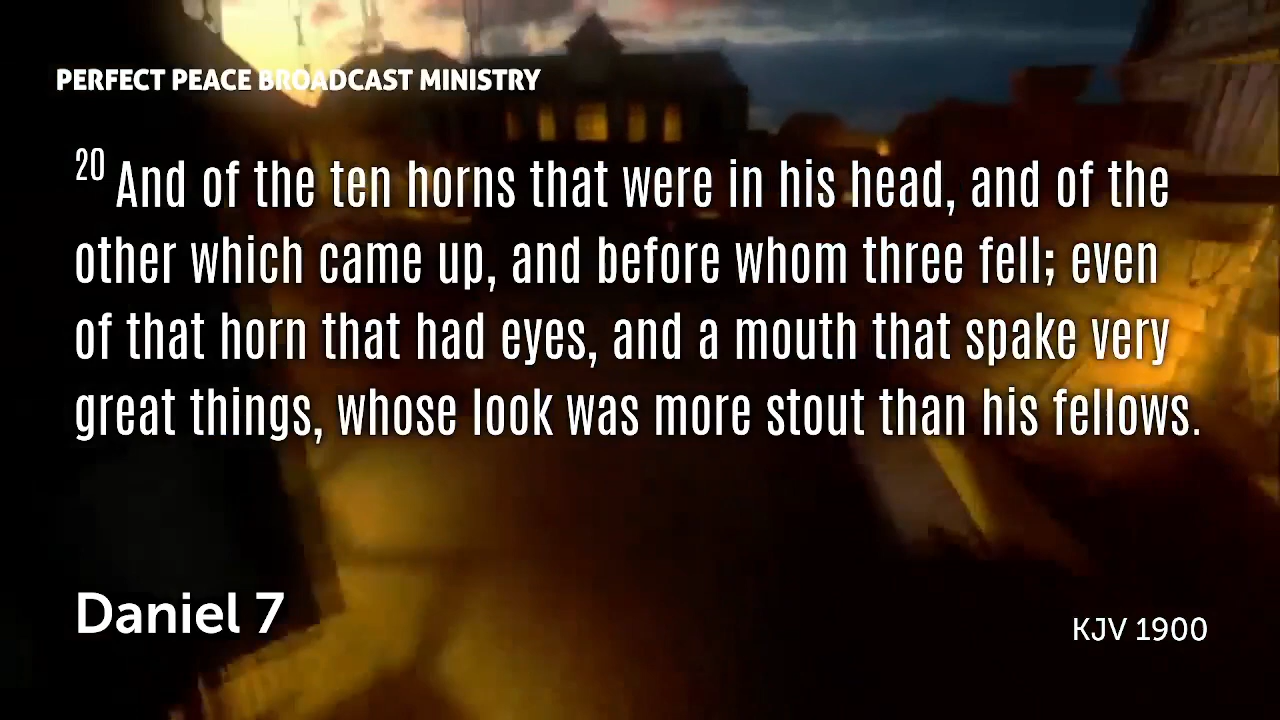 PERFECT PEACE BROADCAST MINISTRY
20 And of the ten horns that were in his head, and of the
other which came up, and before whom three fell; even
of that horn that had eyes, and a mouth that spake very
great things, whose look was more stout than his fellows.
Daniel 7
KJV 1900